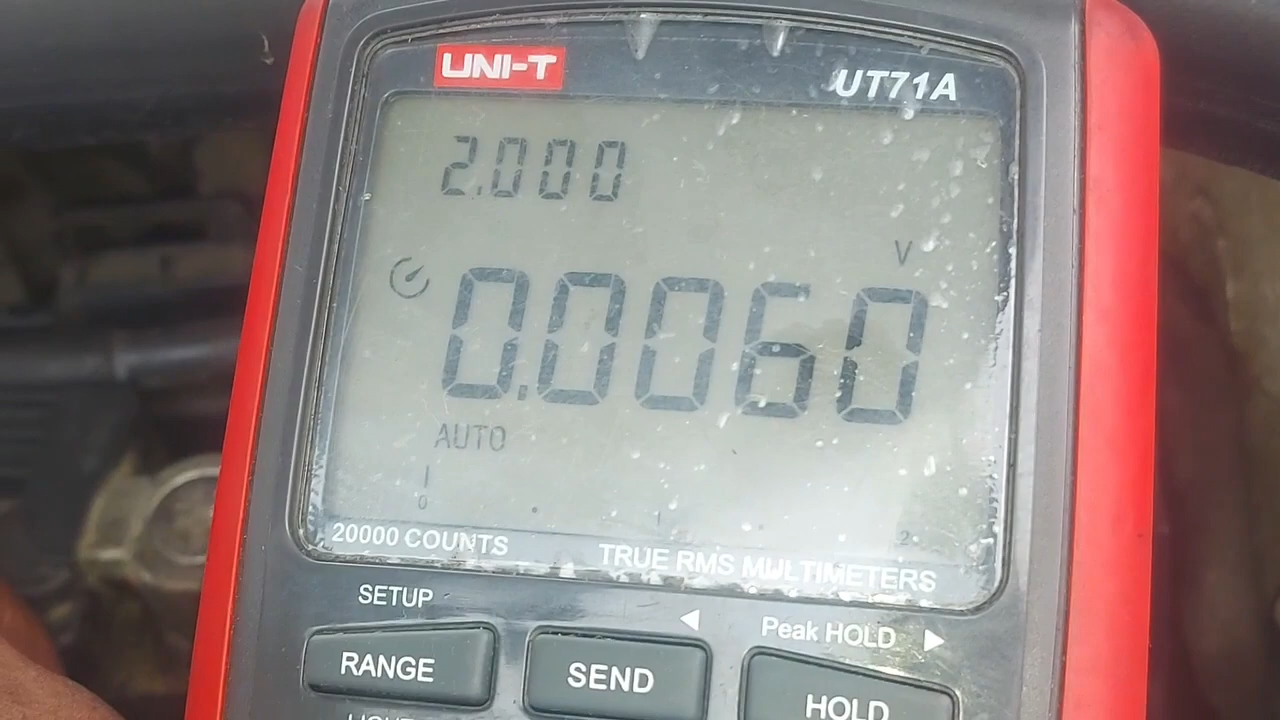 UNI-T UT71A
2.000
V
0.0060
AUTO
0 2
20000 COUNTS TRUE RMS MULTIMETERS
SETUP Peak HOLD
RANGE SEND HOLD